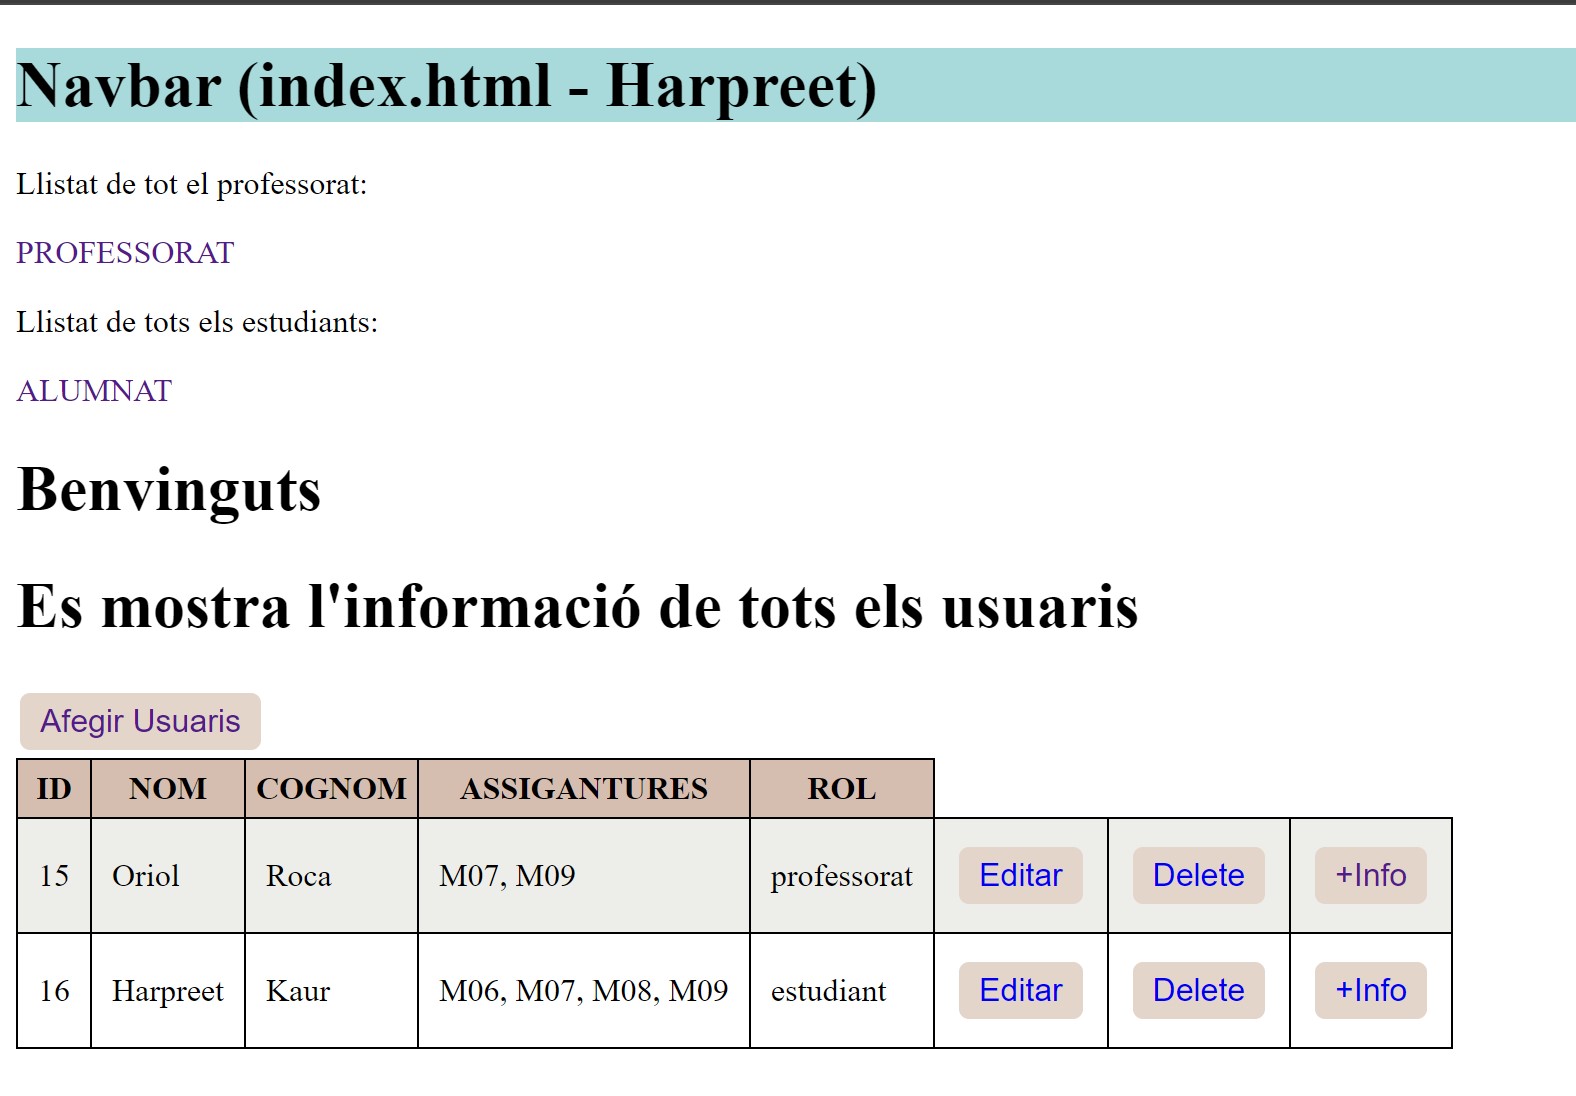 Navbar (index.html - Harpreet)
Llistat de tot el professorat:
PROFESSORAT
Llistat de tots els estudiants:
ALUMNAT
Benvinguts
Es mostra l'informació de tots els usuaris
Afegir Usuaris
ID NOM COGNOM ASSIGANTURES ROL
15 Oriol Roca M07, M09 professorat Editar Delete +Info
16 Harpreet Kaur M06, M07, M08, M09 estudiant Editar Delete +Info